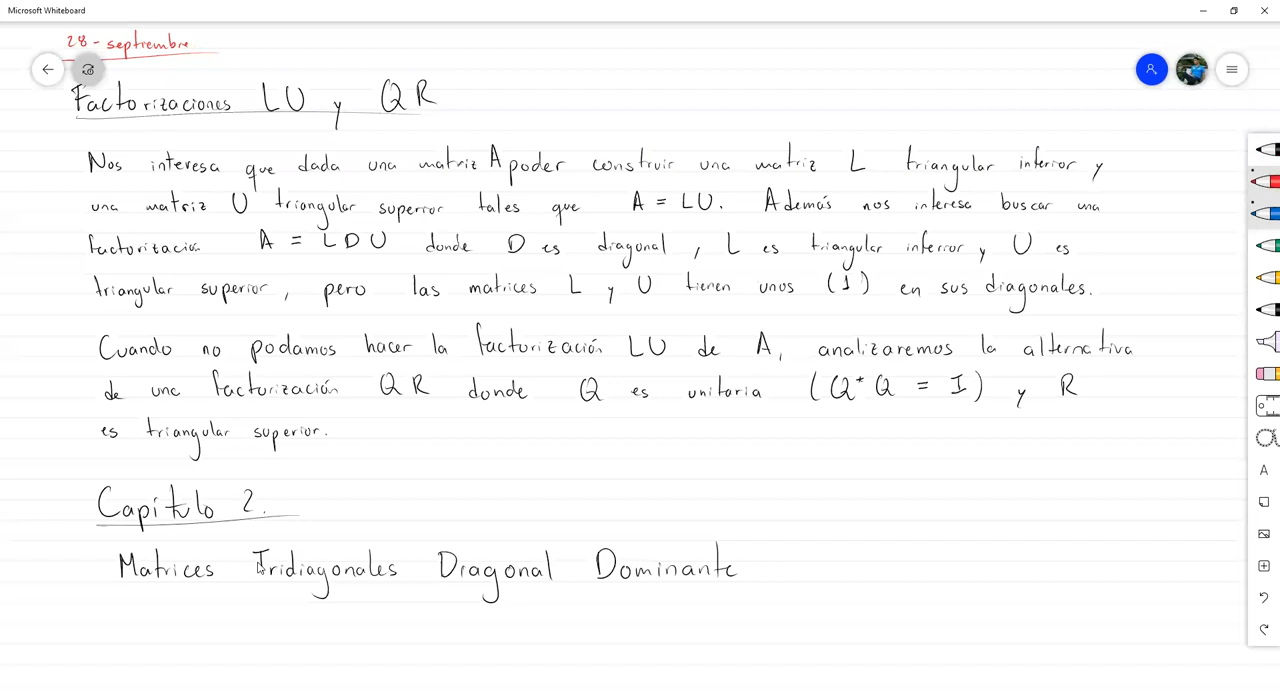 Microsoft Whiteboard
28 - septiembre
Factorizaciones LU y QR
Nos interesa que dada una matriz A poder construir una matriz L triangular inferior y
una matriz U triangular superior tales que A = LU. Además nos interesa buscar una
factorización A = LDU donde D es diagonal, L es triangular inferior y U es
triangular superior, pero las matrices L y U tienen unos (1) en sus diagonales.
Cuando no podamos hacer la factorización LU de A, analizaremos la alternativa
de una factorización QR donde Q es unitaria (Q* Q = I) y R
es triangular superior.
Capítulo 2.
Matrices Tridiagonales Diagonal Dominante
A